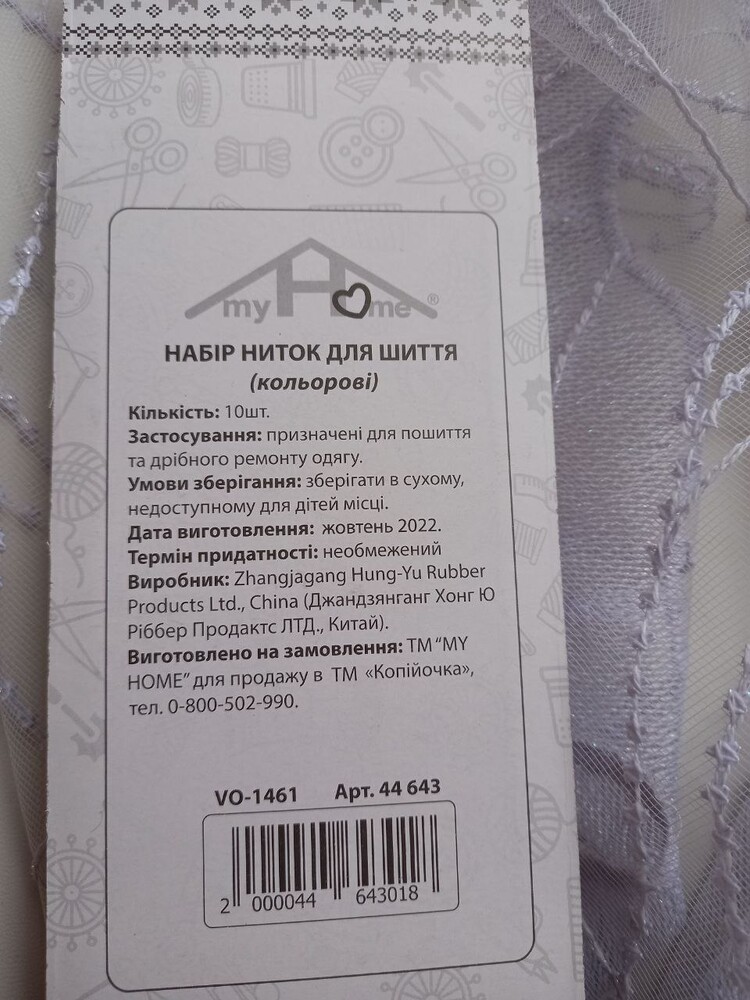 my Home ®
НАБІР НИТОК ДЛЯ ШИТТЯ
(кольорові)
Кількість: 10шт.
Застосування: призначені для пошиття
та дрібного ремонту одягу.
Умови зберігання: зберігати в сухому,
недоступному для дітей місці.
Дата виготовлення: жовтень 2022.
Термін придатності: необмежений
Виробник: Zhangjagang Hung-Yu Rubber
Products Ltd., China (Джандзянганг Хонг Ю
Ріббер Продактс ЛТД., Китай).
Виготовлено на замовлення: ТМ “MY
HOME” для продажу в ТМ «Копійочка»,
тел. 0-800-502-990.
VO-1461 Арт. 44 643
2 000044 643018